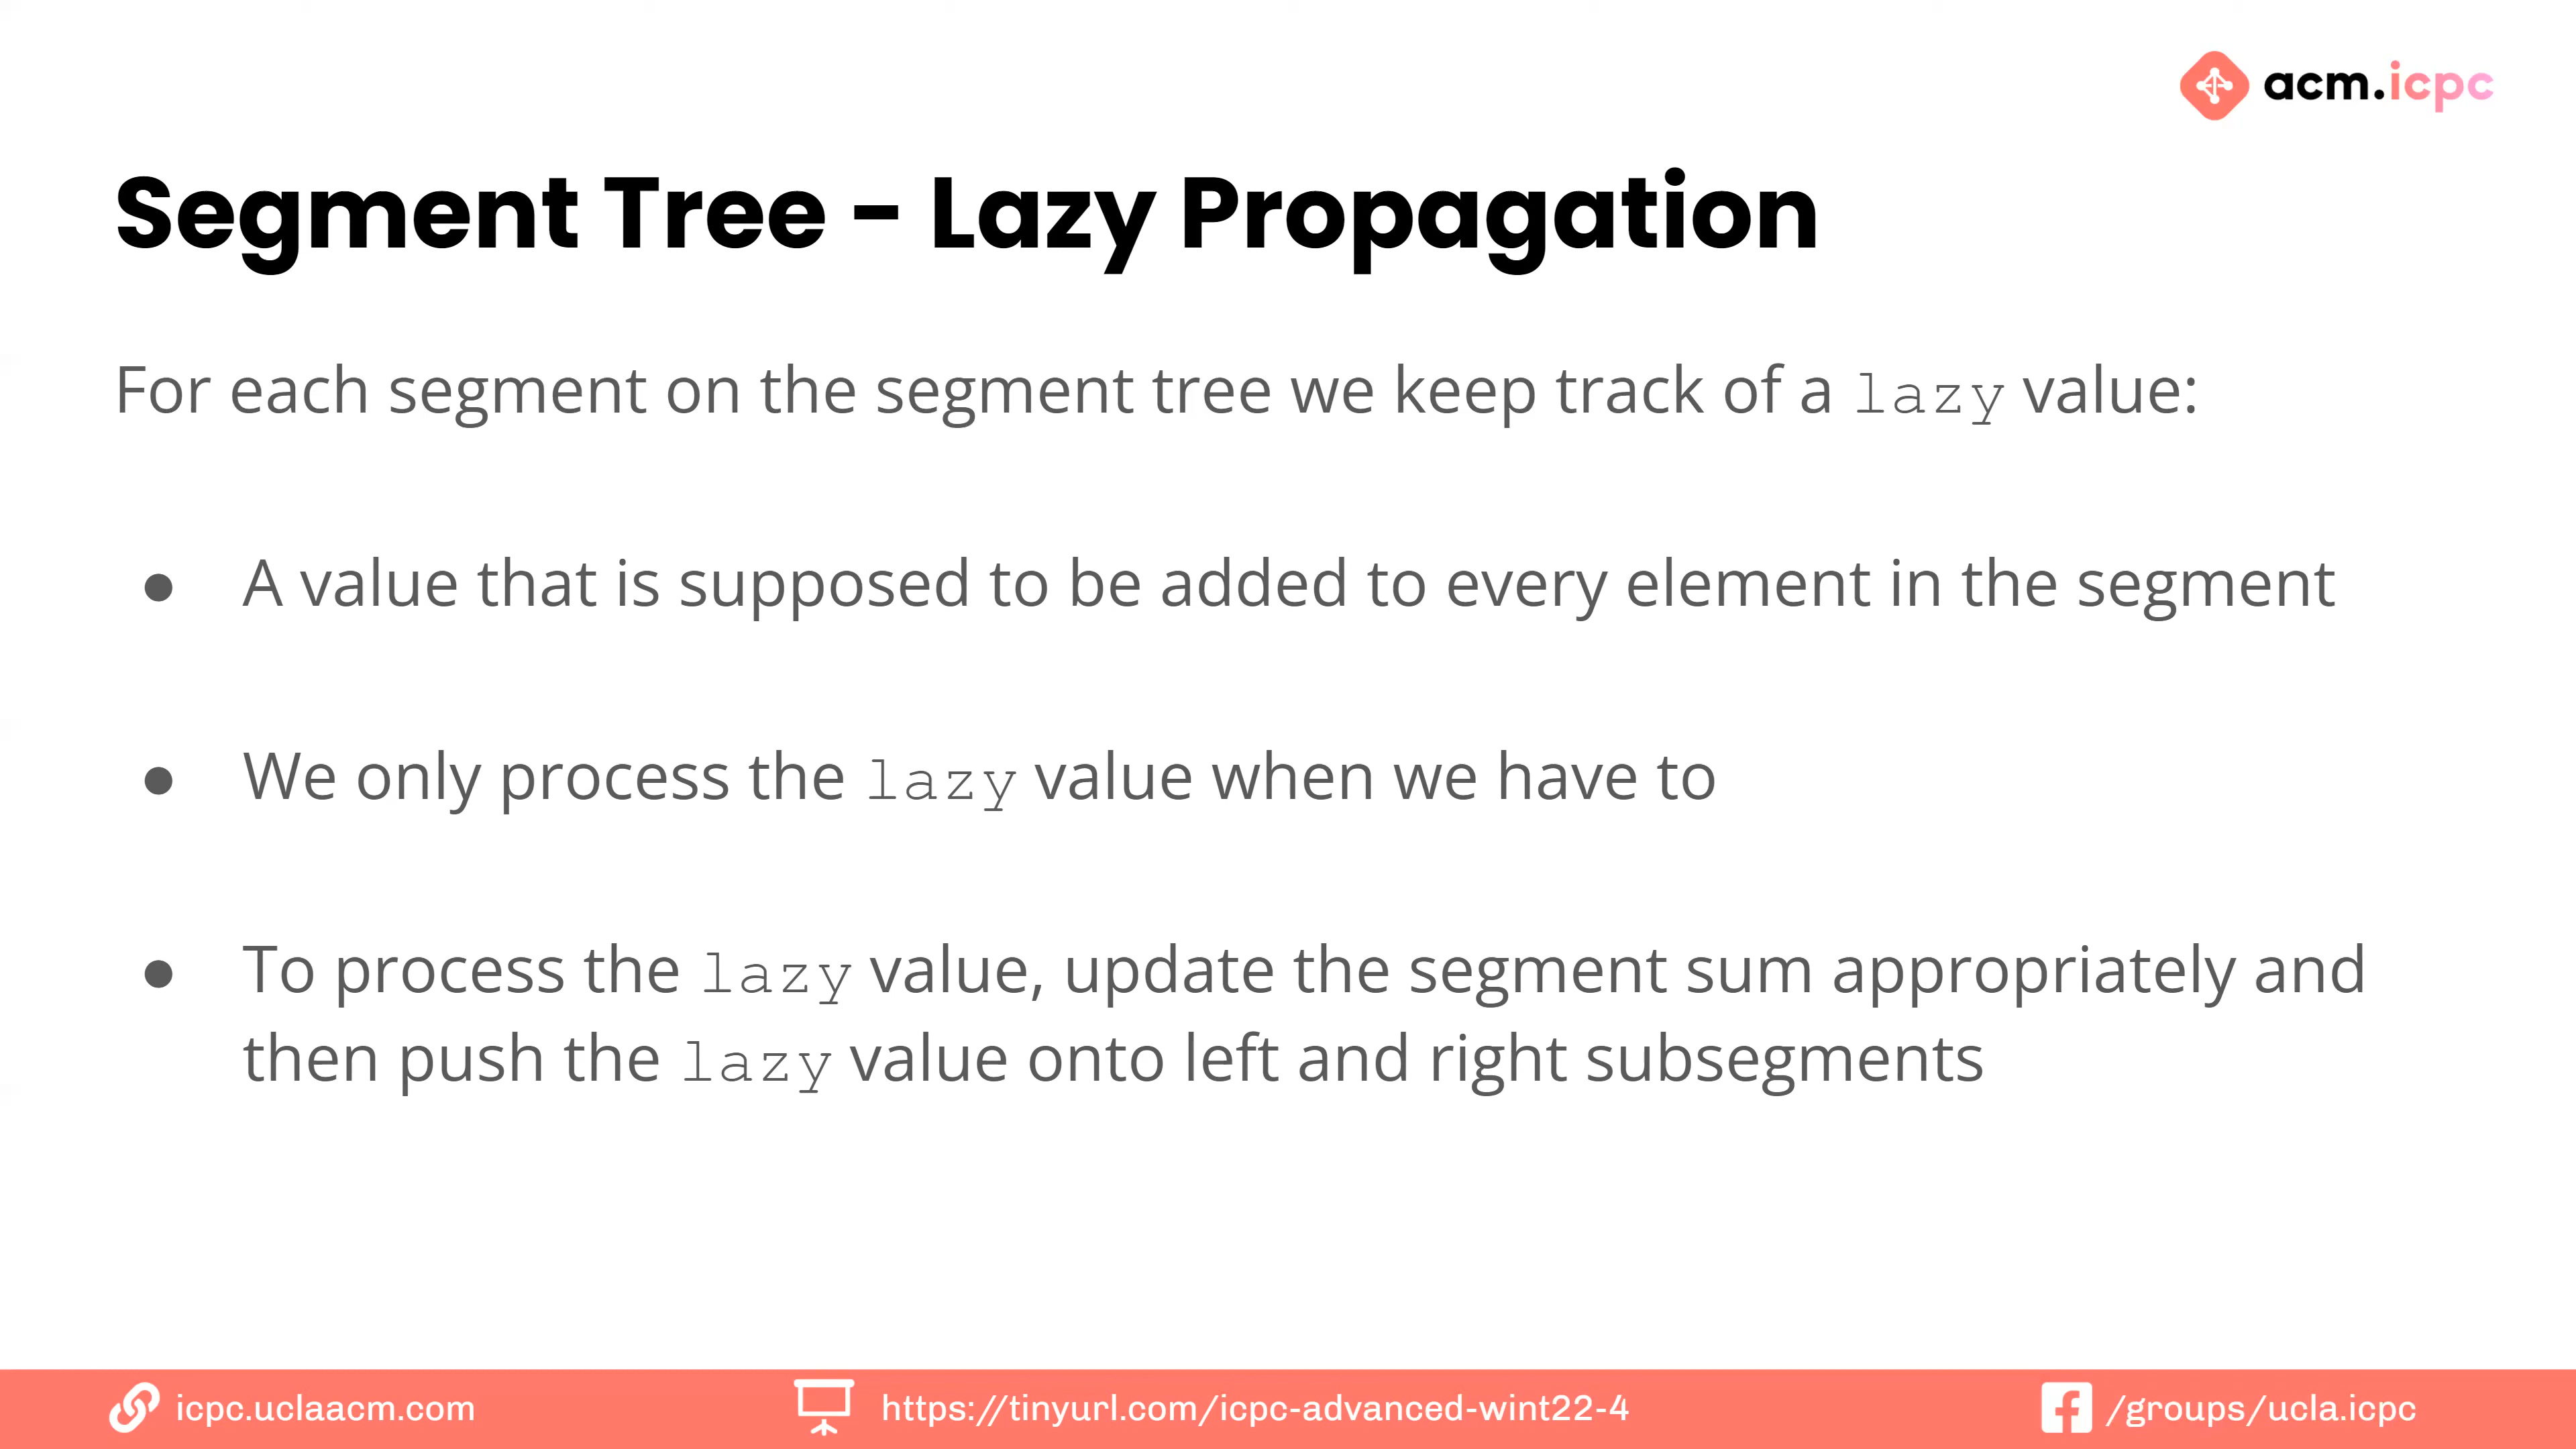 acm.icpc
Segment Tree - Lazy Propagation
For each segment on the segment tree we keep track of a lazy value:
● A value that is supposed to be added to every element in the segment
● We only process the lazy value when we have to
● To process the lazy value, update the segment sum appropriately and
then push the lazy value onto left and right subsegments
icpc.uclaacm.com
https://tinyurl.com/icpc-advanced-wint22-4
/groups/ucla.icpc